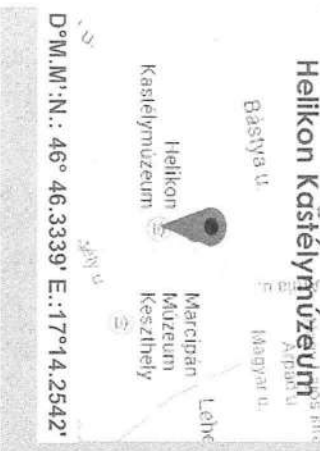 Helikon Kastélymúzeum
Bástya u.
Magyar u.
Helikon
Kastélymúzeum
Marcipán
Múzeum
Keszthely
D°M.M':N.: 46° 46.3339' E.:17°14.2542'